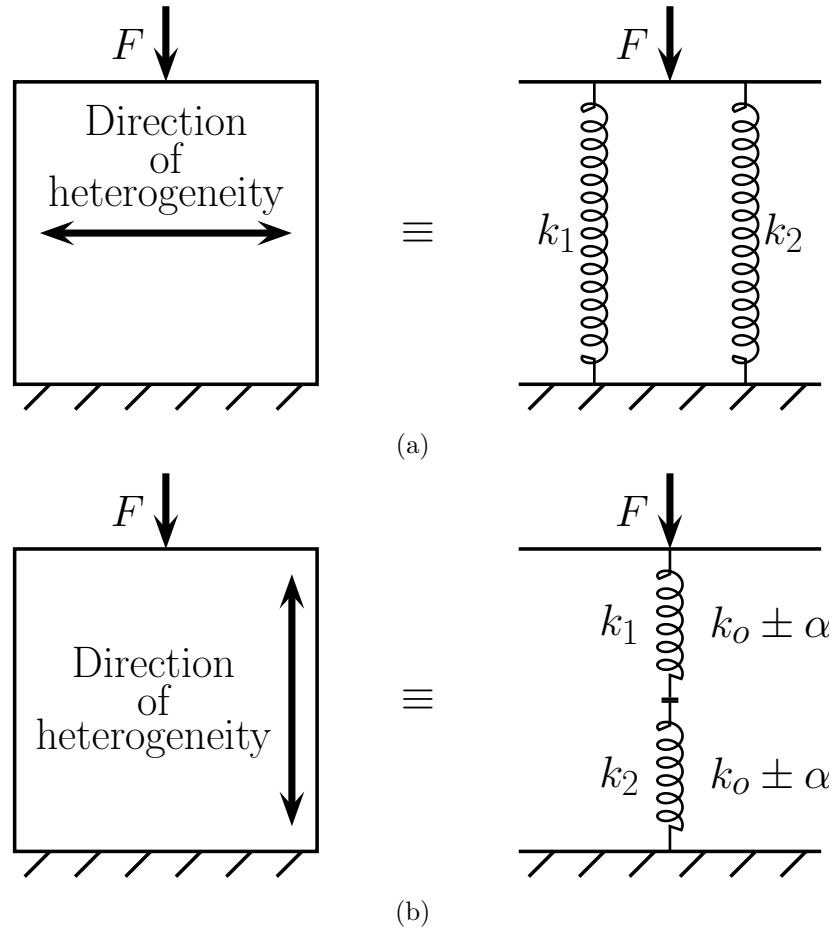 F
F
Direction
of
heterogeneity
≡
k₁
k₂
(a)
F
F
k₁
kₒ ± α
Direction
of
heterogeneity
≡
k₂
kₒ ± α
(b)